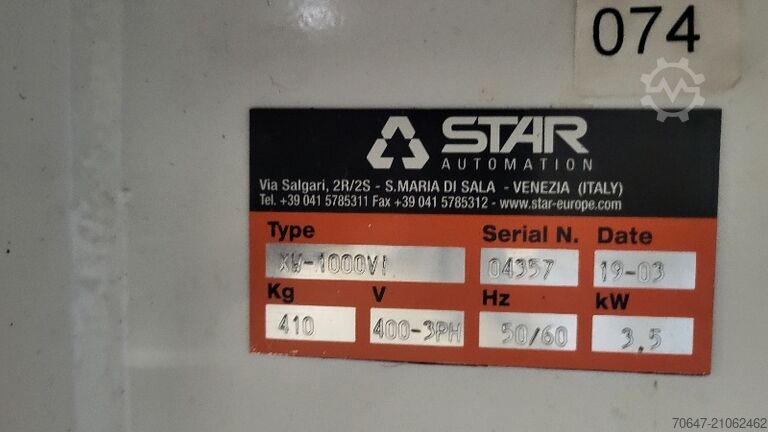 074
STAR
AUTOMATION
Via Salgari, 2R/2S - S.MARIA DI SALA - VENEZIA (ITALY)
Tel. +39 041 5785311 Fax +39 041 5785312 - www.star-europe.com
Type Serial N. Date
XW-1000VI 04357 19-03
Kg V Hz kW
410 400-3PH 50/60 3,5
70647-21062462